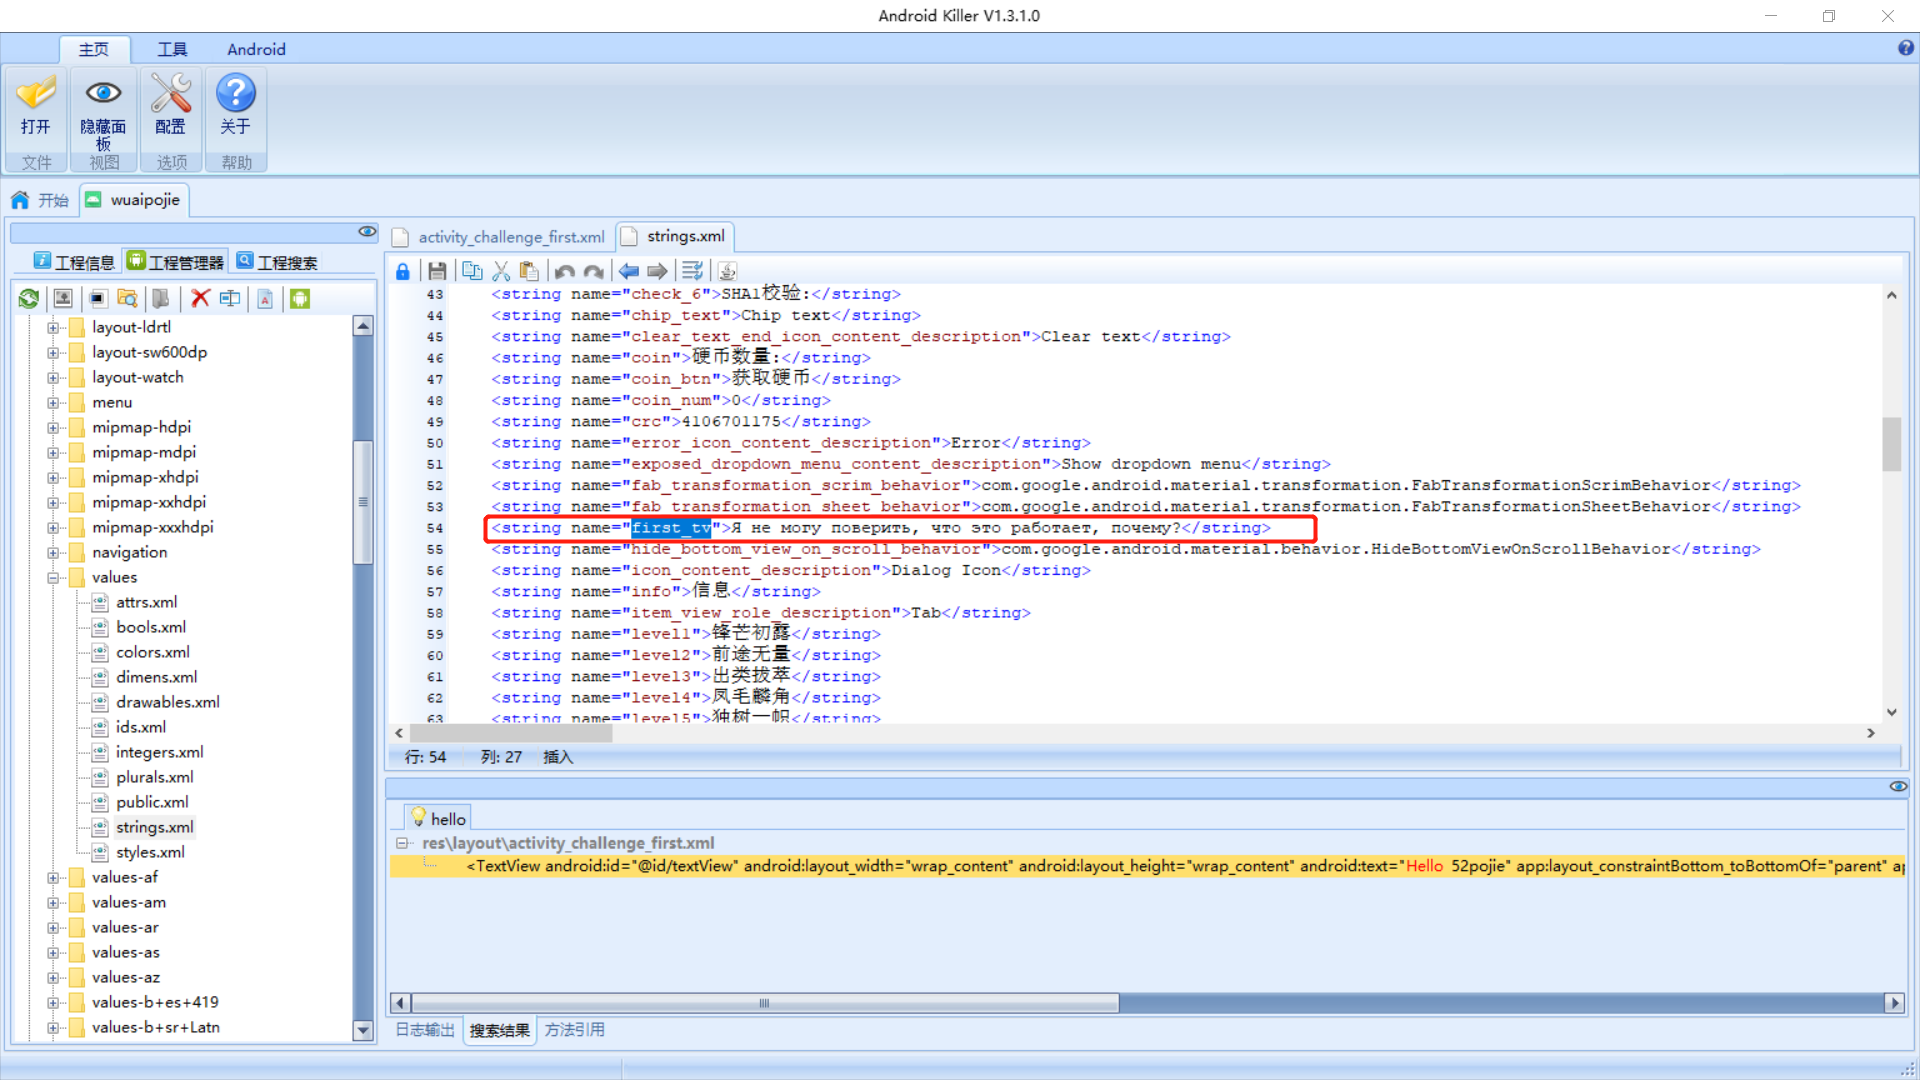 Android Killer V1.3.1.0
主页 工具 Android
打开 隐藏面板 配置 关于
文件 视图 选项 帮助
开始 wuaipojie
工程信息 工程管理器 工程搜索
layout-ldrtl
layout-sw600dp
layout-watch
menu
mipmap-hdpi
mipmap-mdpi
mipmap-xhdpi
mipmap-xxhdpi
mipmap-xxxhdpi
navigation
values
attrs.xml
bools.xml
colors.xml
dimens.xml
drawables.xml
ids.xml
integers.xml
plurals.xml
public.xml
strings.xml
styles.xml
values-af
values-am
values-ar
values-as
values-az
values-b+es+419
values-b+sr+Latn
activity_challenge_first.xml strings.xml
43 <string name="check_6">SHA1校验:</string>
44 <string name="chip_text">Chip text</string>
45 <string name="clear_text_end_icon_content_description">Clear text</string>
46 <string name="coin">硬币数量:</string>
47 <string name="coin_btn">获取硬币</string>
48 <string name="coin_num">0</string>
49 <string name="crc">4106701175</string>
50 <string name="error_icon_content_description">Error</string>
51 <string name="exposed_dropdown_menu_content_description">Show dropdown menu</string>
52 <string name="fab_transformation_scrim_behavior">com.google.android.material.transformation.FabTransformationScrimBehavior</string>
53 <string name="fab_transformation_sheet_behavior">com.google.android.material.transformation.FabTransformationSheetBehavior</string>
54 <string name="first_tv">Я не могу поверить, что это работает, почему?</string>
55 <string name="hide_bottom_view_on_scroll_behavior">com.google.android.material.behavior.HideBottomViewOnScrollBehavior</string>
56 <string name="icon_content_description">Dialog Icon</string>
57 <string name="info">信息</string>
58 <string name="item_view_role_description">Tab</string>
59 <string name="level1">锋芒初露</string>
60 <string name="level2">前途无量</string>
61 <string name="level3">出类拔萃</string>
62 <string name="level4">凤毛麟角</string>
63 <string name="level5">独树一帜</string>
行: 54 列: 27 插入
hello
res\layout\activity_challenge_first.xml
<TextView android:id="@id/textView" android:layout_width="wrap_content" android:layout_height="wrap_content" android:text="Hello 52pojie" app:layout_constraintBottom_toBottomOf="parent"
日志输出 搜索结果 方法引用